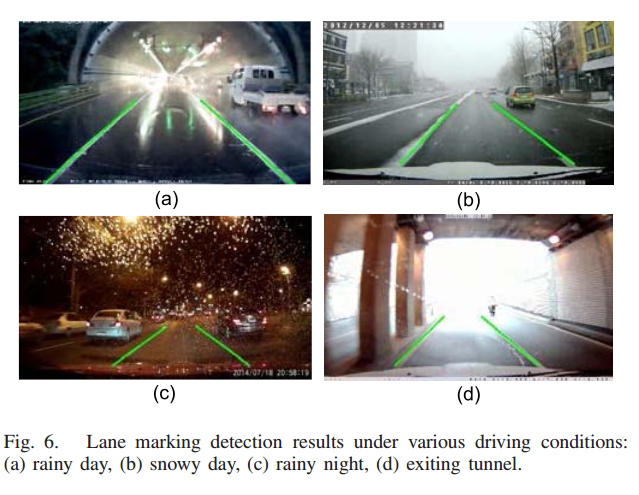 2012/12/05 12:21:30
(a)
(b)
2014/07/18 20:58:19
(c)
(d)
Fig. 6. Lane marking detection results under various driving conditions:
(a) rainy day, (b) snowy day, (c) rainy night, (d) exiting tunnel.